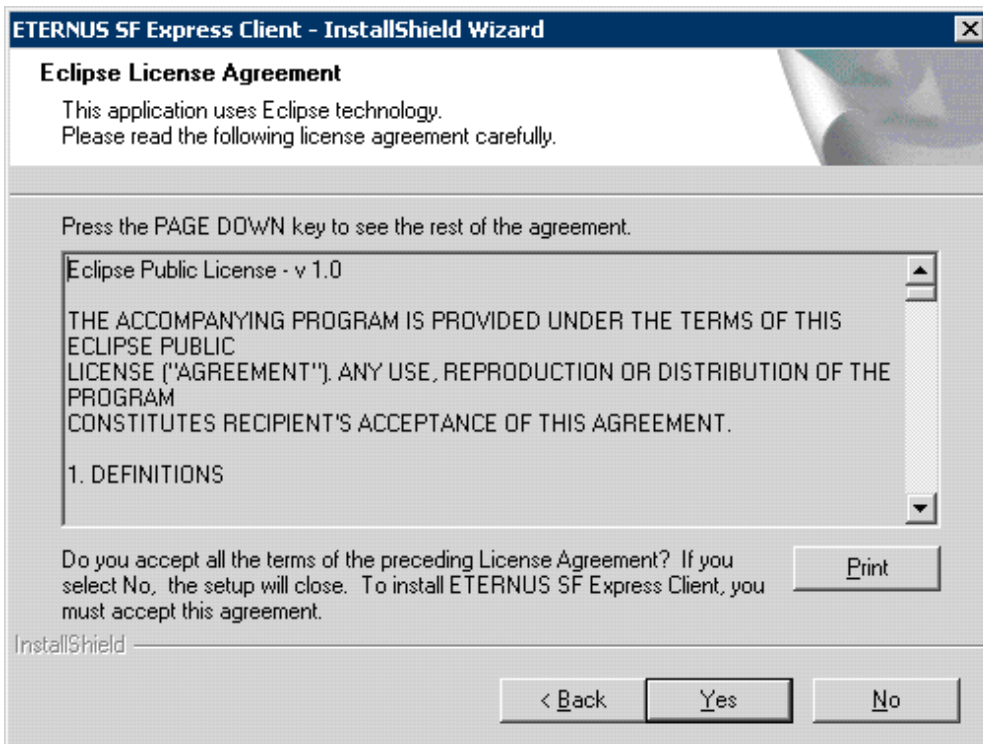 ETERNUS SF Express Client - InstallShield Wizard
Eclipse License Agreement
This application uses Eclipse technology.
Please read the following license agreement carefully.
Press the PAGE DOWN key to see the rest of the agreement.
Eclipse Public License - v 1.0
THE ACCOMPANYING PROGRAM IS PROVIDED UNDER THE TERMS OF THIS
ECLIPSE PUBLIC
LICENSE ("AGREEMENT"). ANY USE, REPRODUCTION OR DISTRIBUTION OF THE
PROGRAM
CONSTITUTES RECIPIENT'S ACCEPTANCE OF THIS AGREEMENT.
1. DEFINITIONS
Do you accept all the terms of the preceding License Agreement? If you
select No, the setup will close. To install ETERNUS SF Express Client, you
must accept this agreement.
Print
InstallShield
< Back
Yes
No